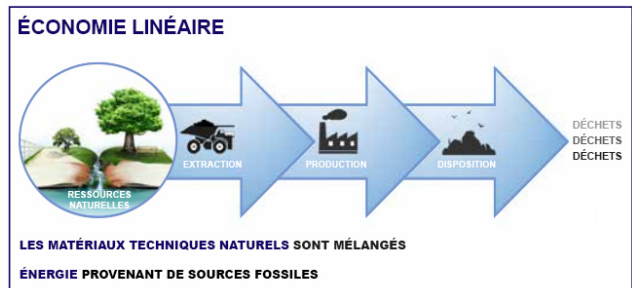 ÉCONOMIE LINÉAIRE
RESSOURCES
NATURELLES
EXTRACTION
PRODUCTION
DISPOSITION
DÉCHETS
DÉCHETS
DÉCHETS
LES MATÉRIAUX TECHNIQUES NATURELS SONT MÉLANGÉS
ÉNERGIE PROVENANT DE SOURCES FOSSILES